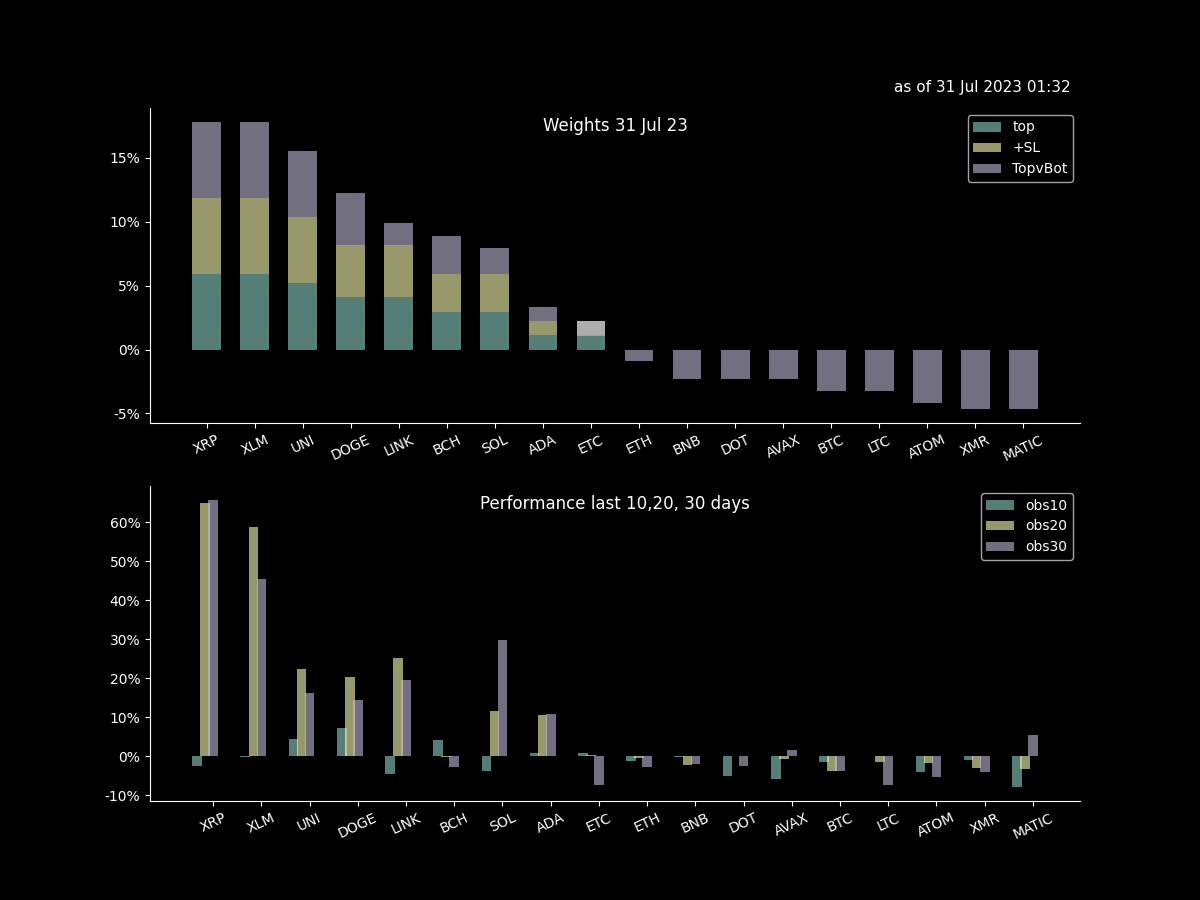 as of 31 Jul 2023 01:32
Weights 31 Jul 23
top
+SL
TopvBot
15%
10%
5%
0%
-5%
XRP XLM UNI DOGE LINK BCH SOL ADA ETC ETH BNB DOT AVAX BTC LTC ATOM XMR MATIC
Performance last 10,20, 30 days
obs10
obs20
obs30
60%
50%
40%
30%
20%
10%
0%
-10%
XRP XLM UNI DOGE LINK BCH SOL ADA ETC ETH BNB DOT AVAX BTC LTC ATOM XMR MATIC